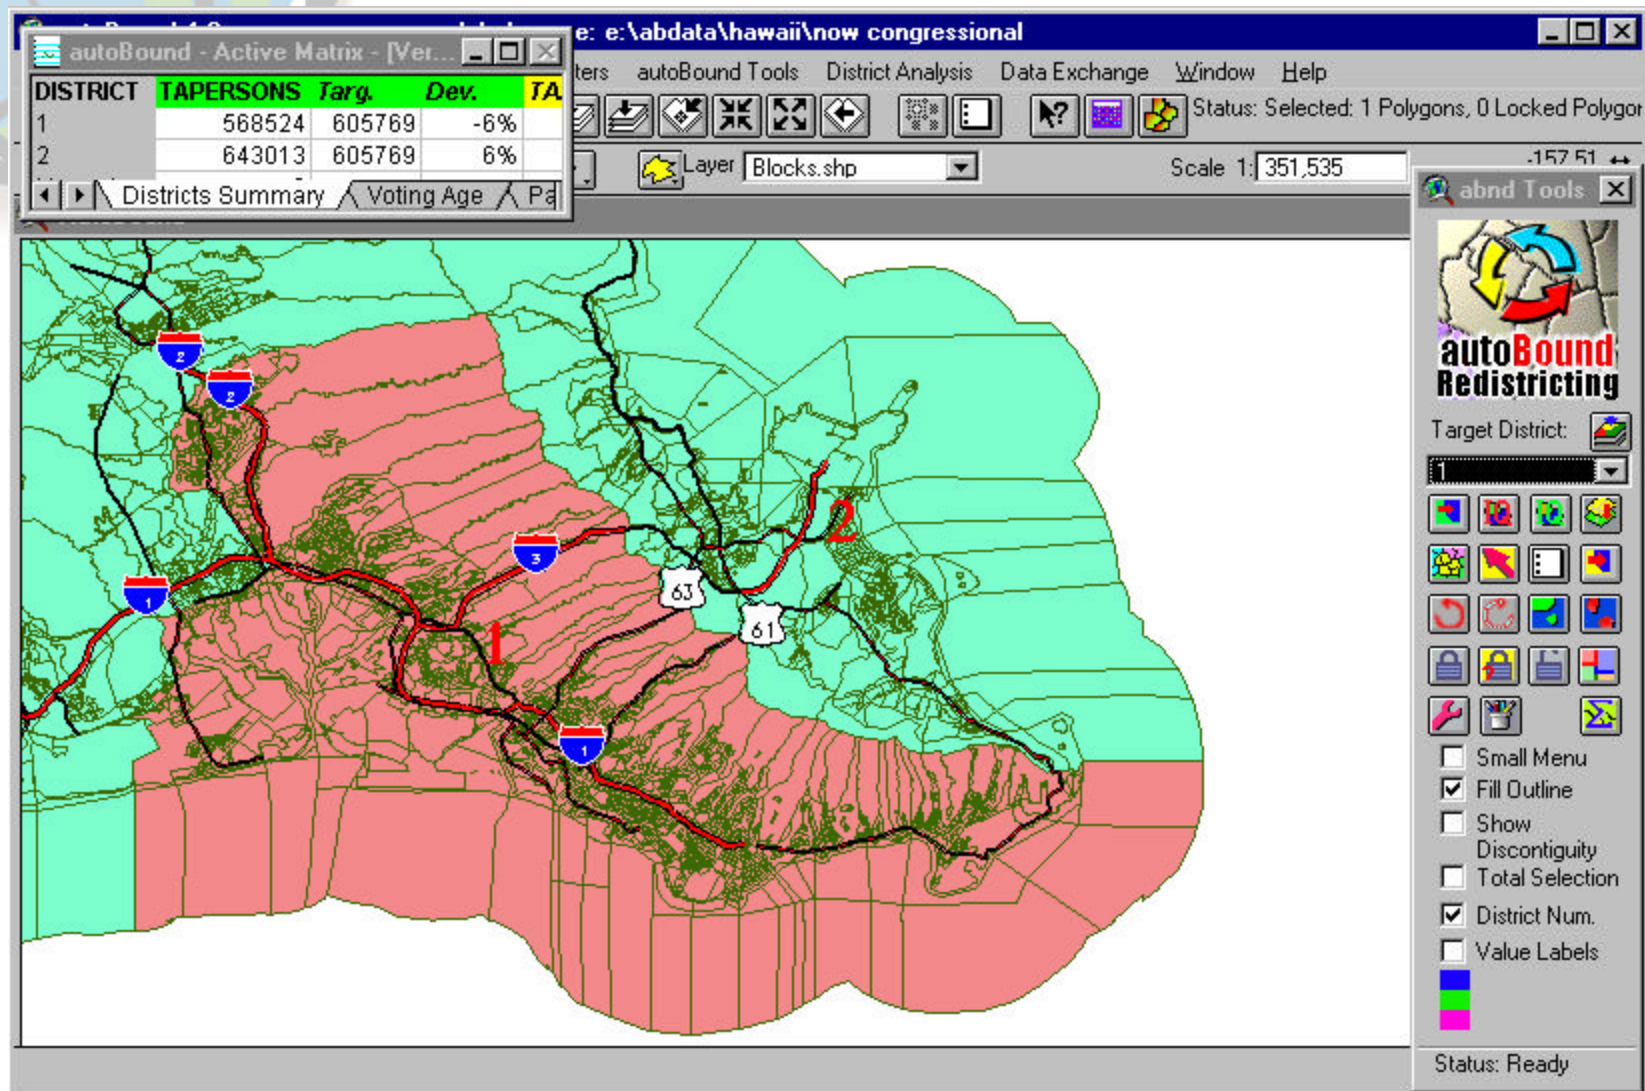 e: e:\abdata\hawaii\now congressional
autoBound - Active Matrix - [Ver...
DISTRICT TAPERSONS Targ. Dev. TA
1 568524 605769 -6%
2 643013 605769 6%
Districts Summary Voting Age Pa
ters autoBound Tools District Analysis Data Exchange Window Help
Status: Selected: 1 Polygons, 0 Locked Polygon
Layer Blocks.shp Scale 1: 351,535 -157.51
abnd Tools
autoBound
Redistricting
Target District:
1
Small Menu
Fill Outline
Show
Discontiguity
Total Selection
District Num.
Value Labels
Status: Ready
2
2
3
2
1
63
61
1
1